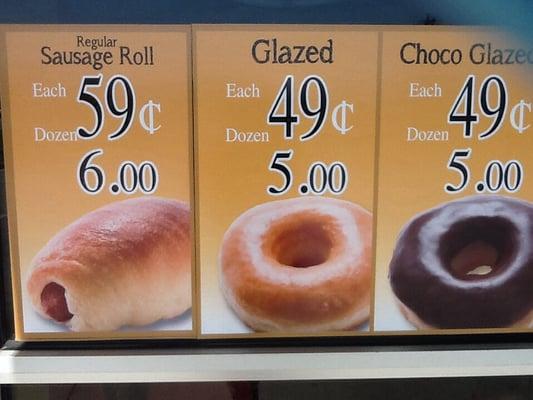 Regular
Sausage Roll
Each 59¢
Dozen 6.00
Glazed
Each 49¢
Dozen 5.00
Choco Glazed
Each 49¢
Dozen 5.00